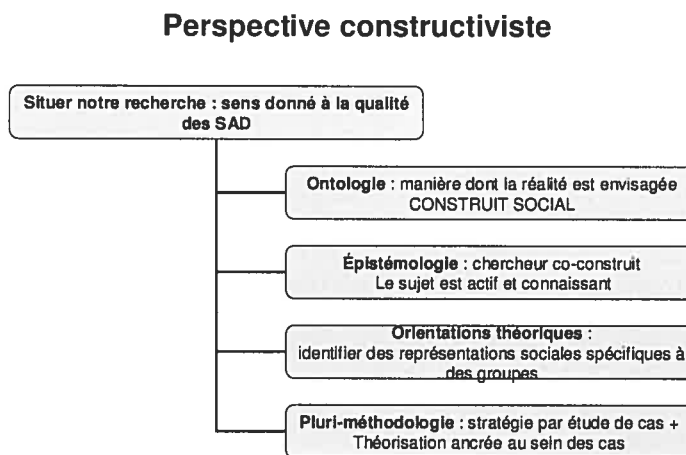 Perspective constructiviste
Situer notre recherche : sens donné à la qualité
des SAD
Ontologie : manière dont la réalité est envisagée
CONSTRUIT SOCIAL
Épistémologie : chercheur co-construit
Le sujet est actif et connaissant
Orientations théoriques :
identifier des représentations sociales spécifiques à
des groupes
Pluri-méthodologie : stratégie par étude de cas +
Théorisation ancrée au sein des cas